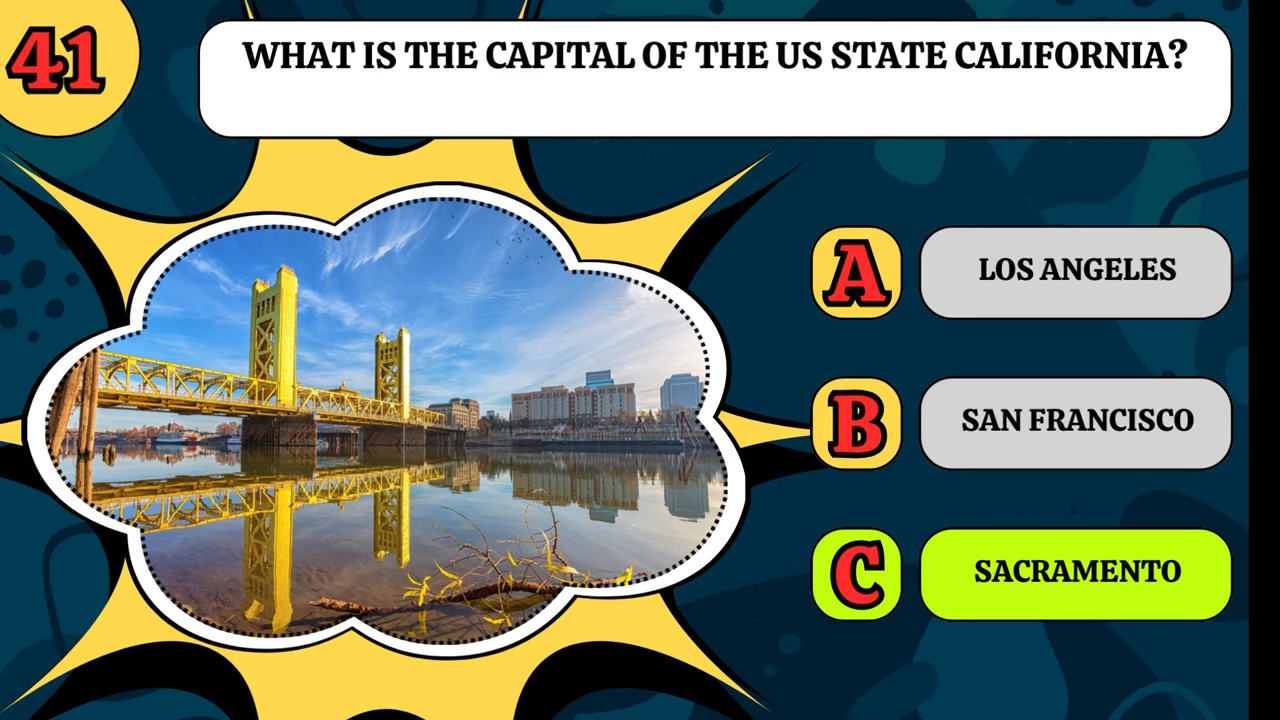 41
WHAT IS THE CAPITAL OF THE US STATE CALIFORNIA?
A
LOS ANGELES
B
SAN FRANCISCO
C
SACRAMENTO